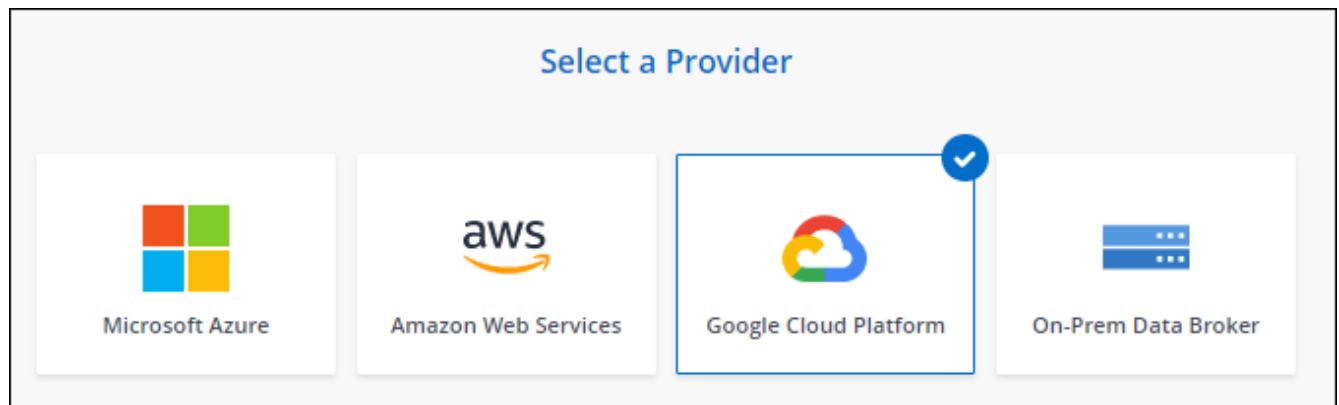 Select a Provider
aws
Microsoft Azure
Amazon Web Services
Google Cloud Platform
On-Prem Data Broker